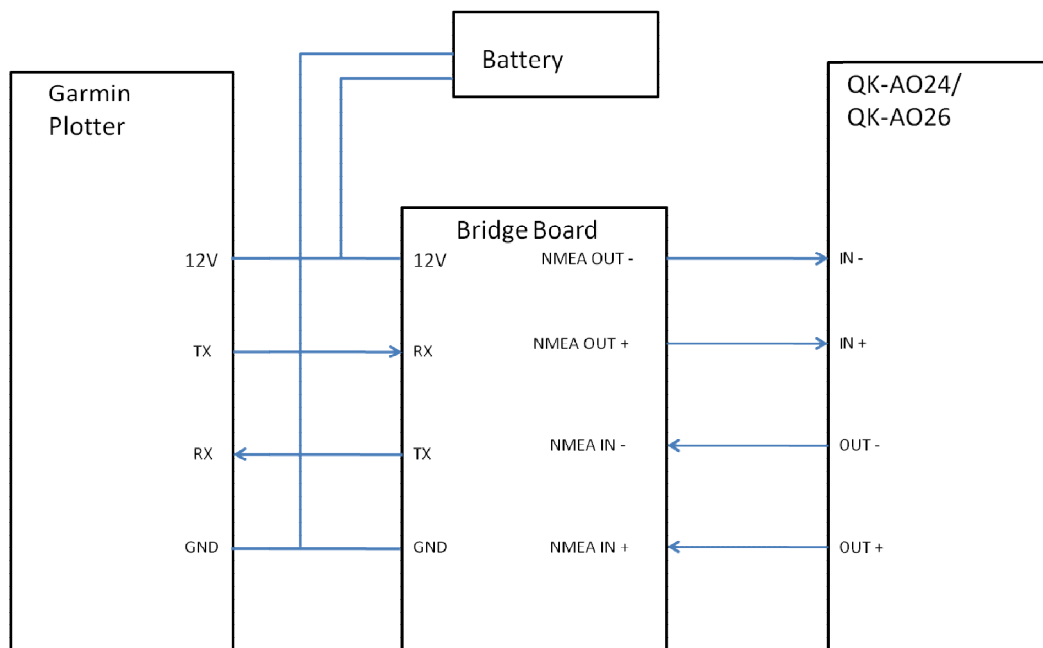 Battery
Garmin
Plotter
QK-AO24/
QK-AO26
Bridge Board
12V
12V
NMEA OUT -
IN -
TX
RX
NMEA OUT +
IN +
RX
TX
NMEA IN -
OUT -
GND
GND
NMEA IN +
OUT +